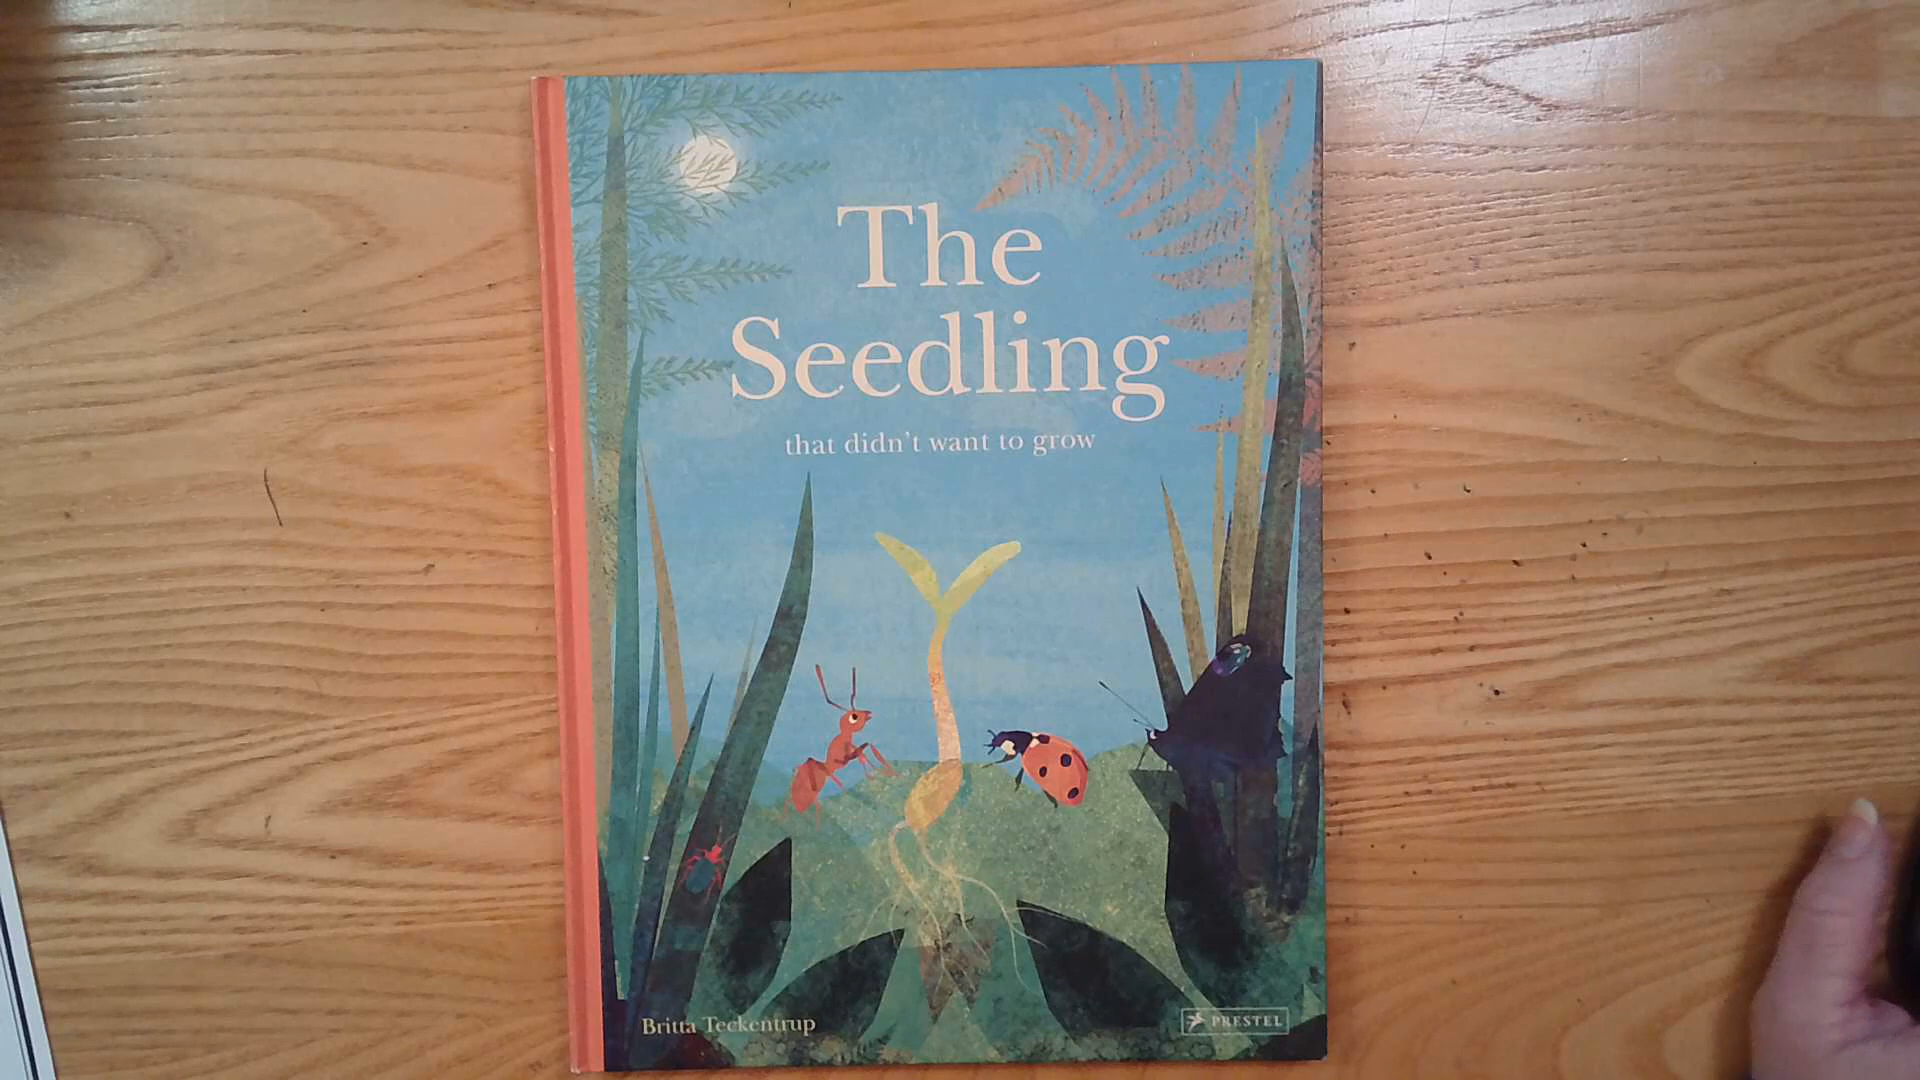 The
Seedling
that didn't want to grow
Britta Teckentrup
PRESTEL